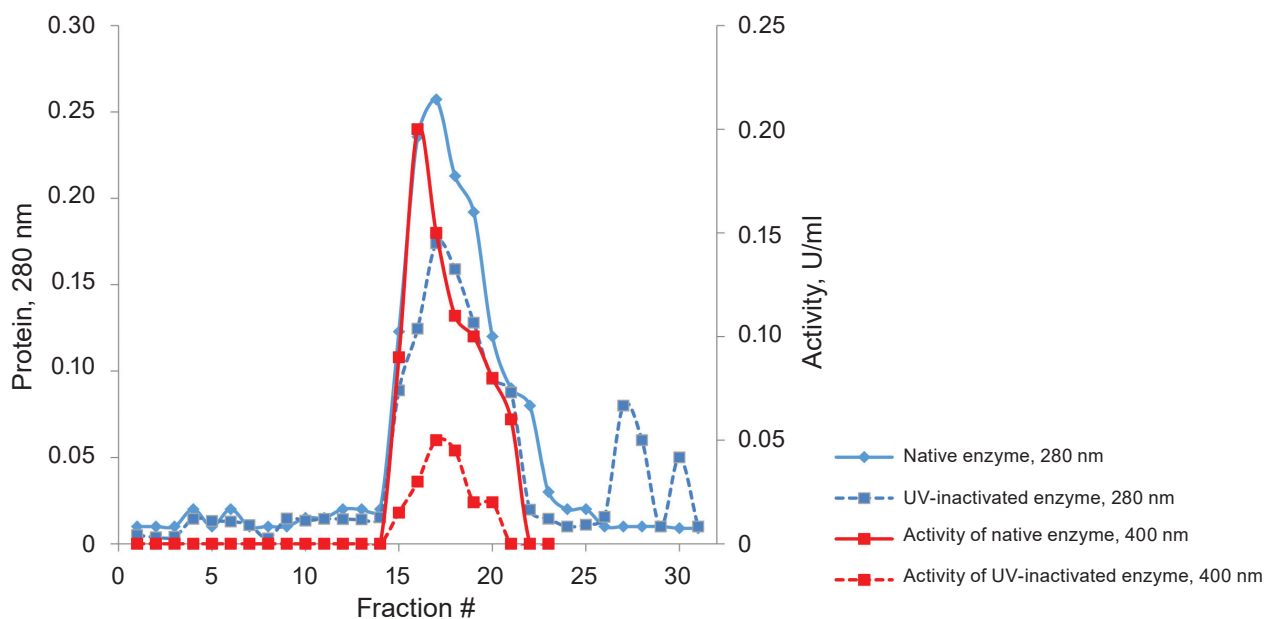 0.30
0.25
0.20
0.15
0.10
0.05
0
Protein, 280 nm
0
5
10
15
20
25
30
Fraction #
0.25
0.20
0.15
0.10
0.05
0
Activity, U/ml
Native enzyme, 280 nm
UV-inactivated enzyme, 280 nm
Activity of native enzyme, 400 nm
Activity of UV-inactivated enzyme, 400 nm